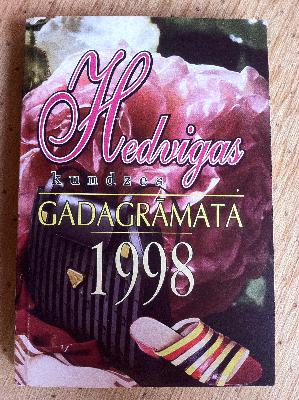 Hedvigas
kundzes
GADAGRĀMATA
1998